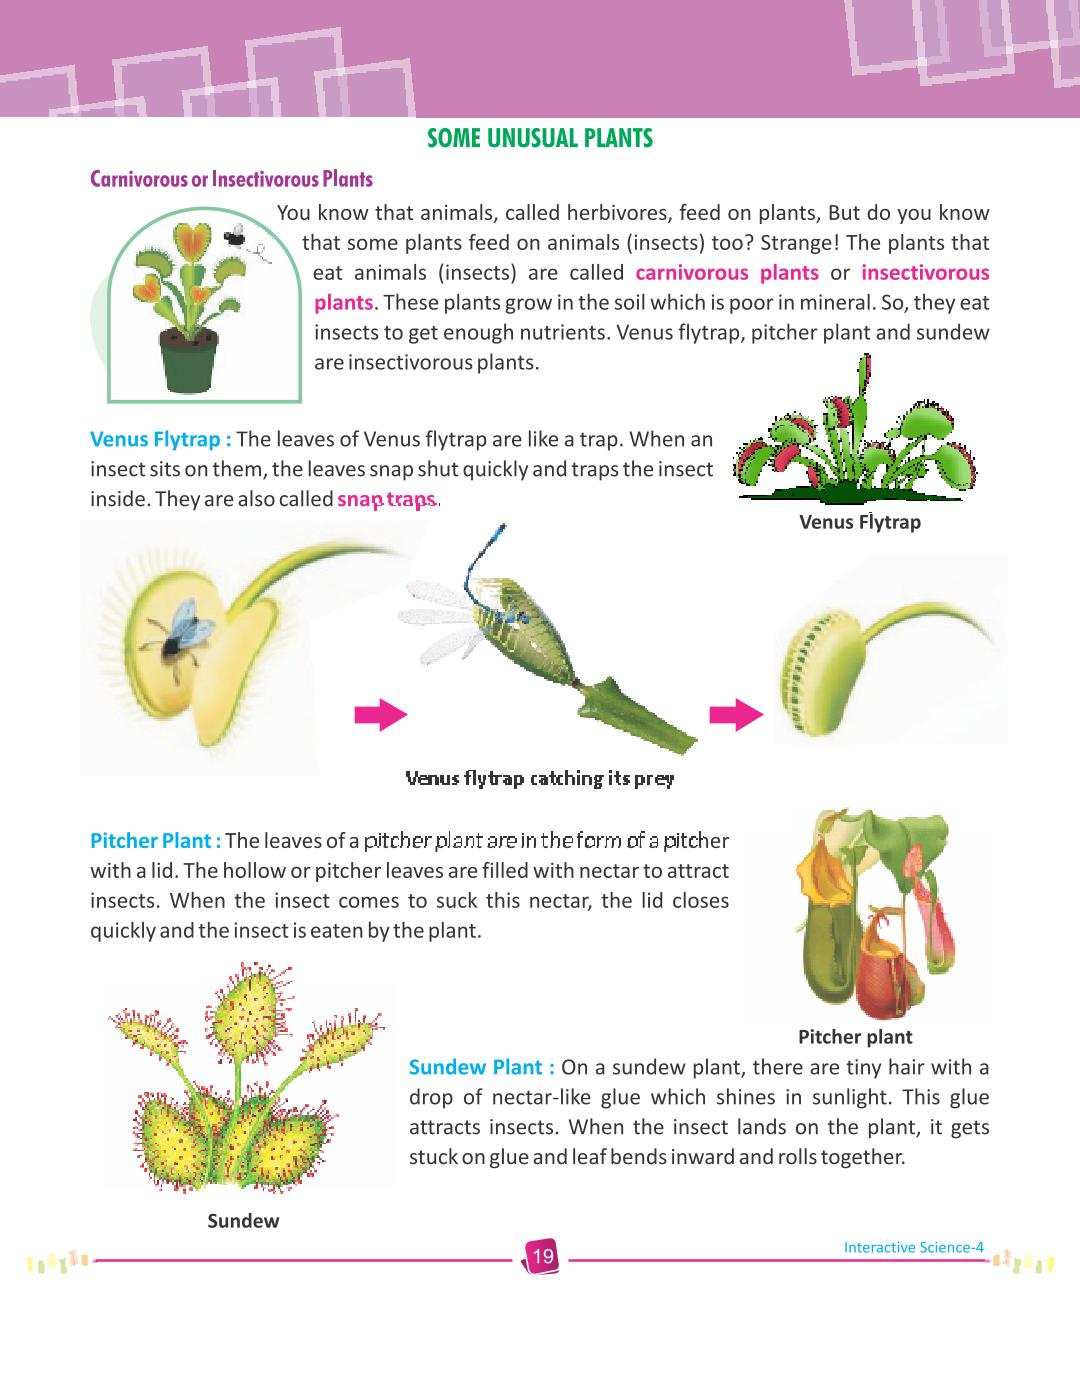 SOME UNUSUAL PLANTS
Carnivorous or Insectivorous Plants
You know that animals, called herbivores, feed on plants, But do you know
that some plants feed on animals (insects) too? Strange! The plants that
eat animals (insects) are called carnivorous plants or insectivorous
plants. These plants grow in the soil which is poor in mineral. So, they eat
insects to get enough nutrients. Venus flytrap, pitcher plant and sundew
are insectivorous plants.
Venus Flytrap : The leaves of Venus flytrap are like a trap. When an
insect sits on them, the leaves snap shut quickly and traps the insect
inside. They are also called snap traps.
Venus Flytrap
Venus flytrap catching its prey
Pitcher Plant : The leaves of a pitcher plant are in the form of a pitcher
with a lid. The hollow or pitcher leaves are filled with nectar to attract
insects. When the insect comes to suck this nectar, the lid closes
quickly and the insect is eaten by the plant.
Pitcher plant
Sundew Plant : On a sundew plant, there are tiny hair with a
drop of nectar-like glue which shines in sunlight. This glue
attracts insects. When the insect lands on the plant, it gets
stuck on glue and leaf bends inward and rolls together.
Sundew
Interactive Science-4
19